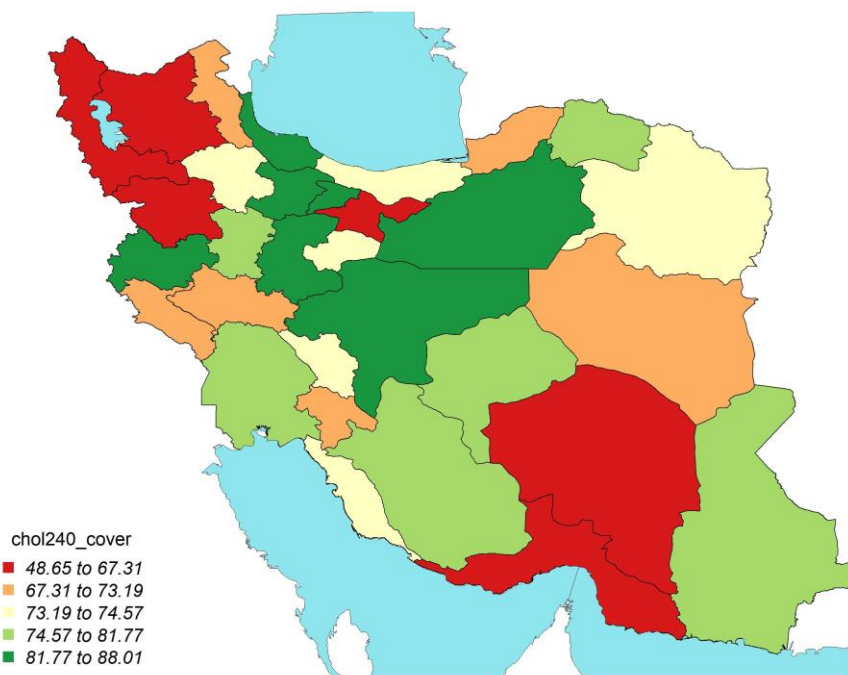 chol240_cover
48.65 to 67.31
67.31 to 73.19
73.19 to 74.57
74.57 to 81.77
81.77 to 88.01